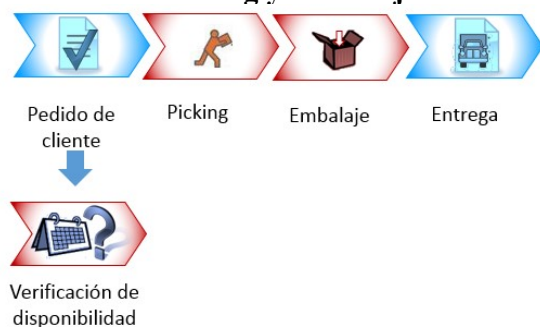 Pedido de
cliente
Picking
Embalaje
Entrega
Verificación de
disponibilidad